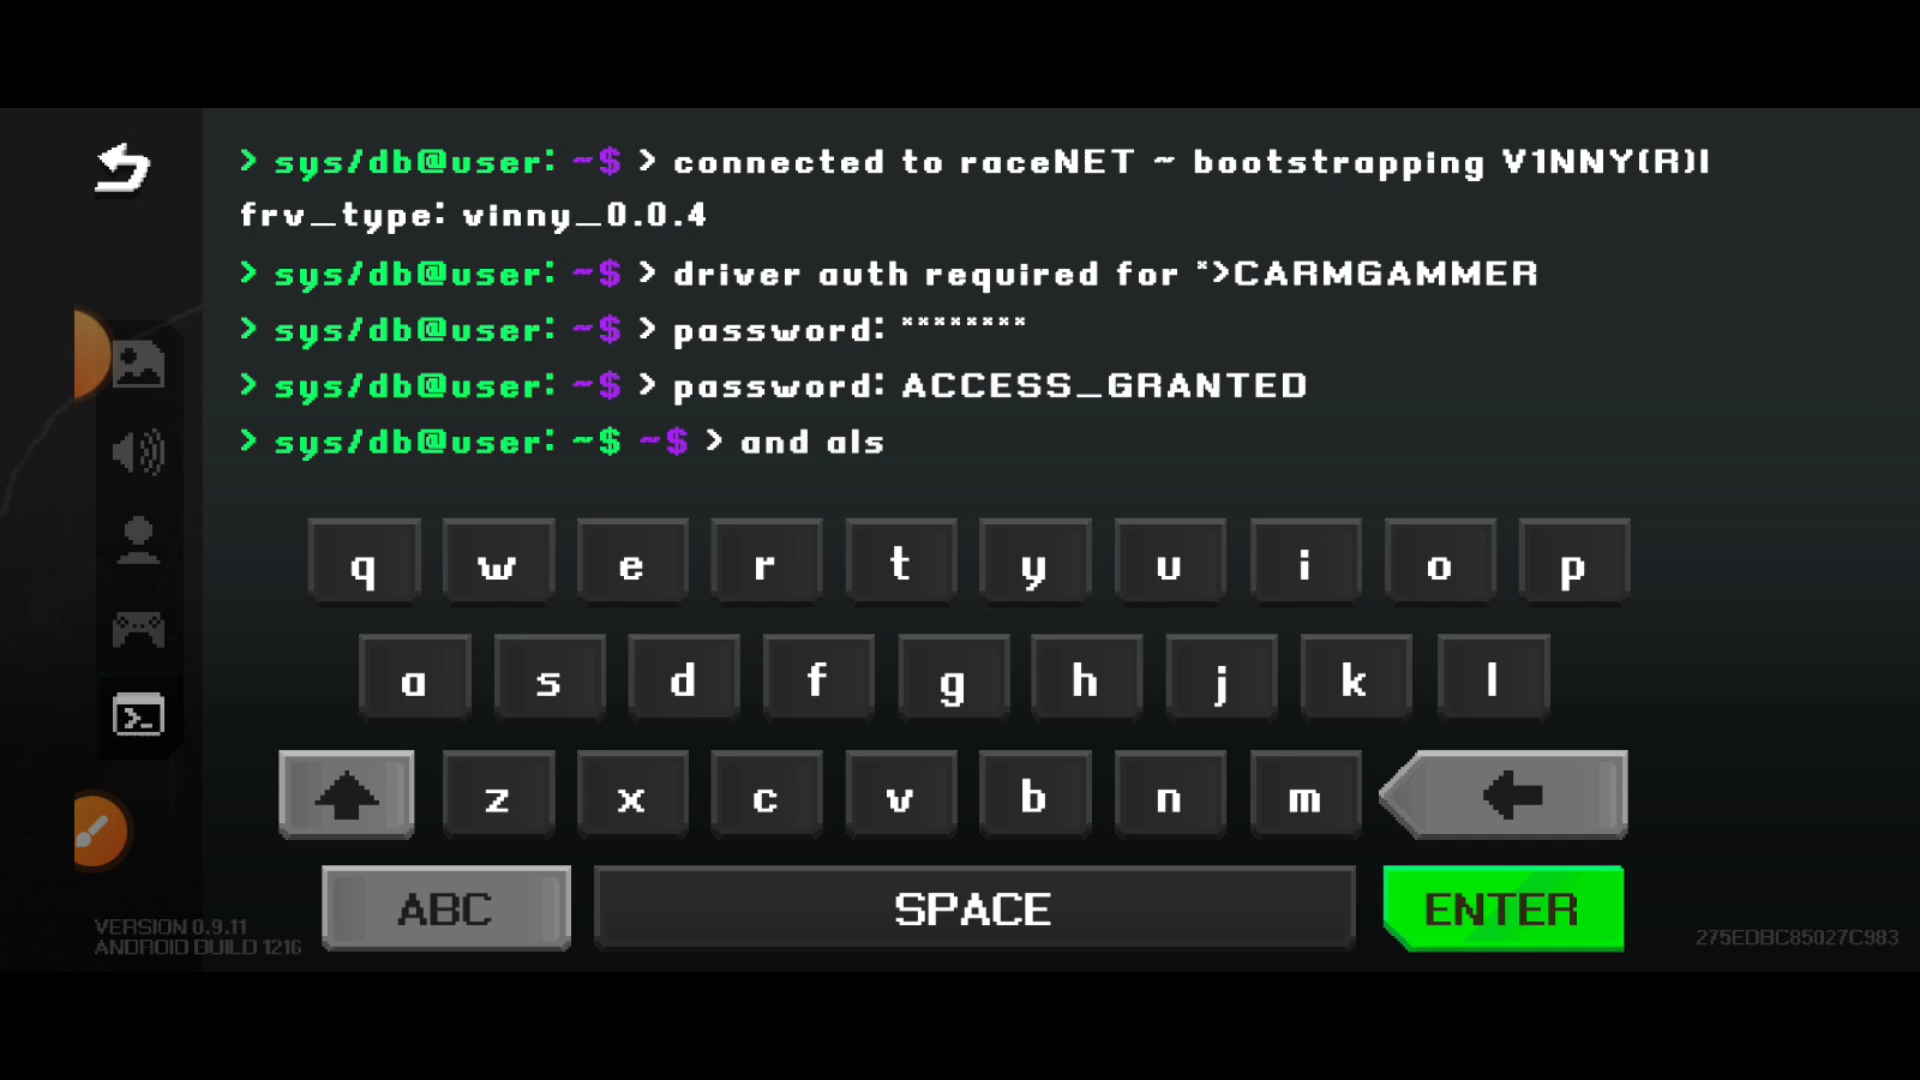 > sys/db@user: ~$ > connected to raceNET ~ bootstrapping V1NNY(R)I
frv_type: vinny_0.0.4
> sys/db@user: ~$ > driver auth required for *>CARMGAMMER
> sys/db@user: ~$ > password: ********
> sys/db@user: ~$ > password: ACCESS_GRANTED
> sys/db@user: ~$ ~$ > and als
q w e r t y u i o p
a s d f g h j k l
z x c v b n m
ABC SPACE ENTER
VERSION 0.9.11
ANDROID BUILD 1216
275EDBC85027C983